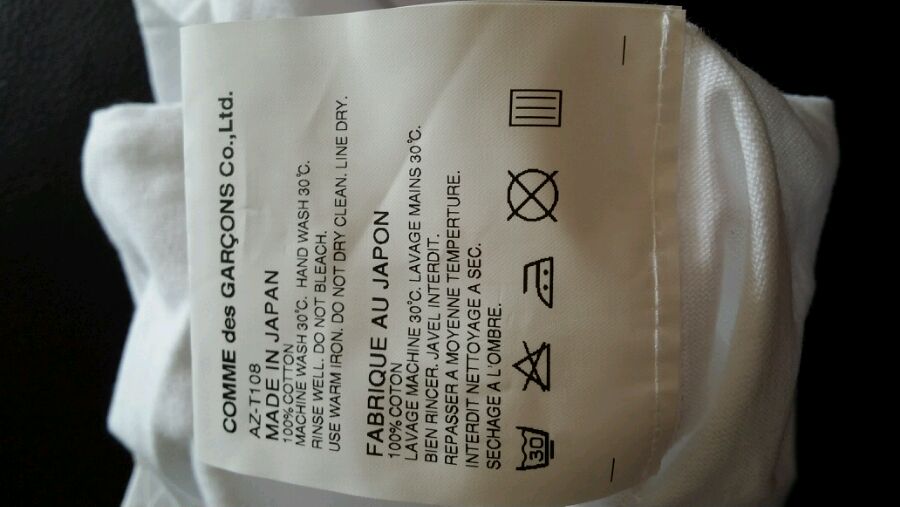 COMME des GARÇONS Co.,Ltd.
AZ-T108
MADE IN JAPAN
100%COTTON
MACHINE WASH 30℃. HAND WASH 30℃.
RINSE WELL. DO NOT BLEACH.
USE WARM IRON. DO NOT DRY CLEAN. LINE DRY.
FABRIQUE AU JAPON
100%COTON
LAVAGE MACHINE 30℃. LAVAGE MAINS 30℃.
BIEN RINCER. JAVEL INTERDIT.
REPASSER A MOYENNE TEMPERTURE.
INTERDIT NETTOYAGE A SEC.
SECHAGE A L'OMBRE.
30